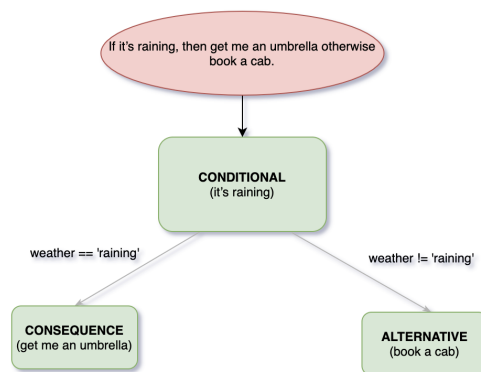 If it's raining, then get me an umbrella otherwise
book a cab.
CONDITIONAL
(it's raining)
weather == 'raining'
weather != 'raining'
CONSEQUENCE
(get me an umbrella)
ALTERNATIVE
(book a cab)